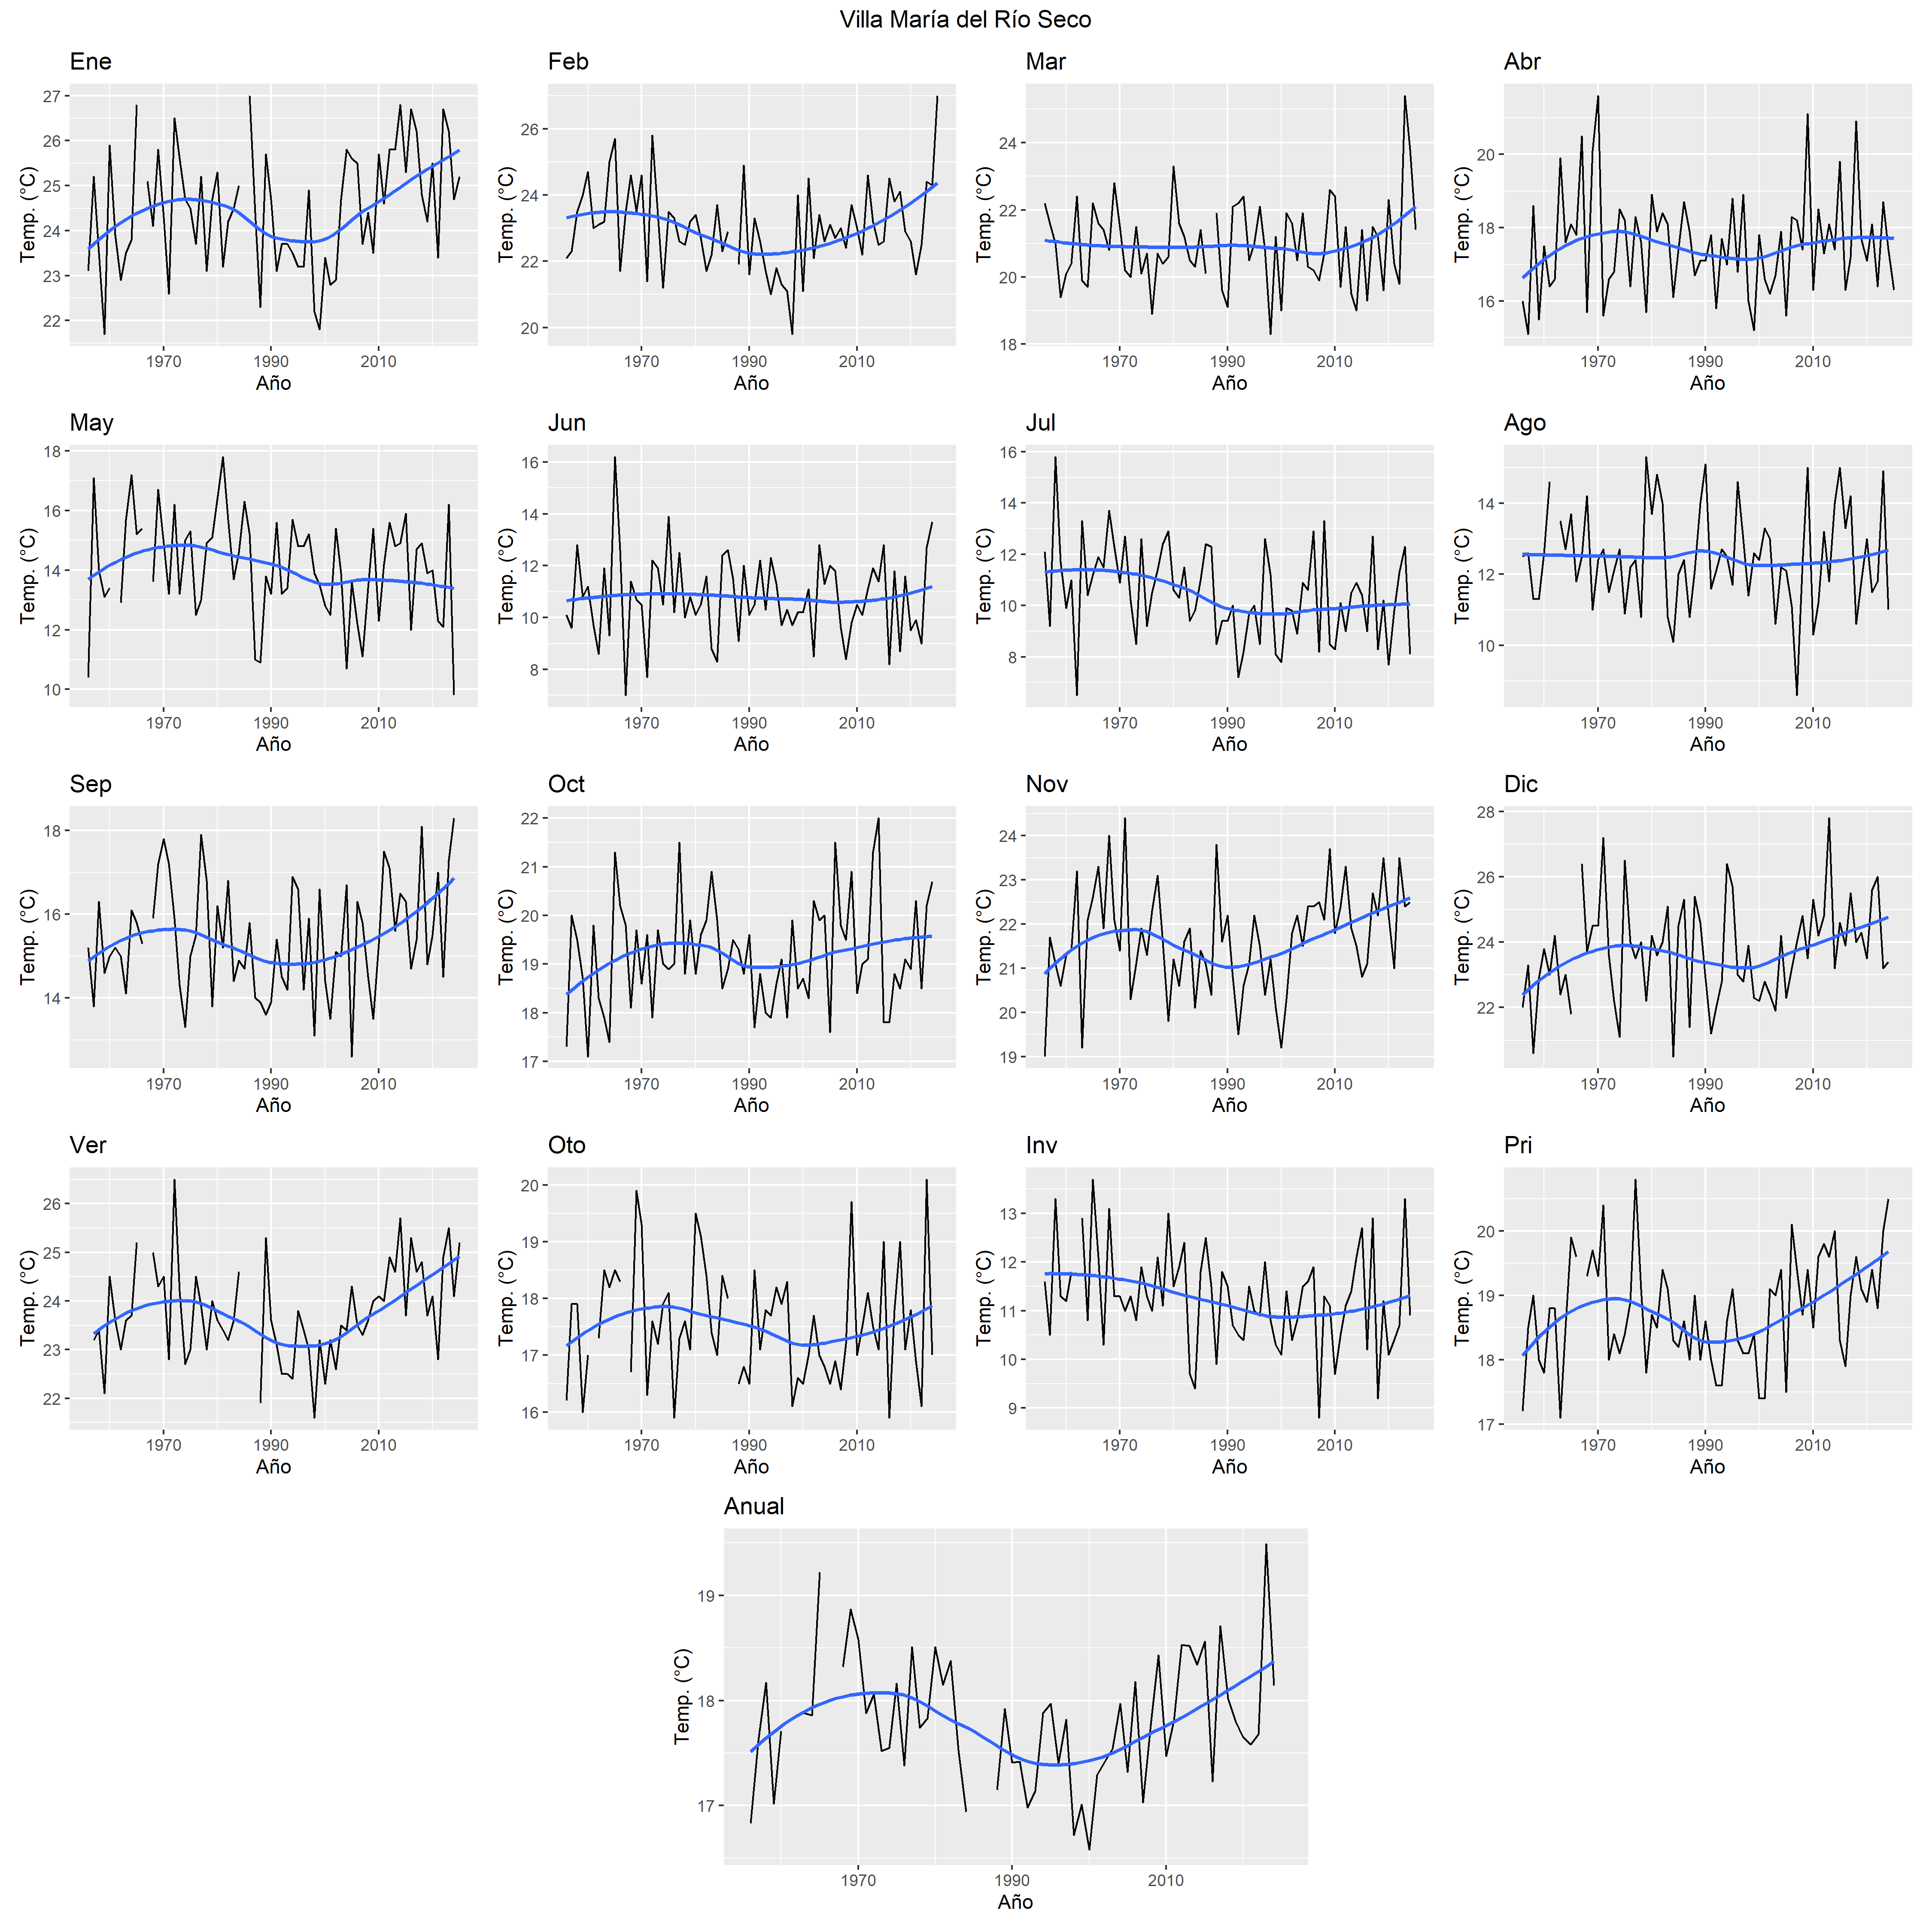 Villa María del Río Seco
Ene Feb Mar Abr
27
26
25
24
23
22
Temp. (°C)
1970 1990 2010
Año
26
24
22
20
Temp. (°C)
1970 1990 2010
Año
24
22
20
18
Temp. (°C)
1970 1990 2010
Año
20
18
16
Temp. (°C)
1970 1990 2010
Año
May Jun Jul Ago
18
16
14
12
10
Temp. (°C)
1970 1990 2010
Año
16
14
12
10
8
Temp. (°C)
1970 1990 2010
Año
16
14
12
10
8
Temp. (°C)
1970 1990 2010
Año
14
12
10
Temp. (°C)
1970 1990 2010
Año
Sep Oct Nov Dic
18
16
14
Temp. (°C)
1970 1990 2010
Año
22
21
20
19
18
17
Temp. (°C)
1970 1990 2010
Año
24
23
22
21
20
19
Temp. (°C)
1970 1990 2010
Año
28
26
24
22
Temp. (°C)
1970 1990 2010
Año
Ver Oto Inv Pri
26
25
24
23
22
Temp. (°C)
1970 1990 2010
Año
20
19
18
17
16
Temp. (°C)
1970 1990 2010
Año
13
12
11
10
9
Temp. (°C)
1970 1990 2010
Año
20
19
18
17
Temp. (°C)
1970 1990 2010
Año
Anual
19
18
17
Temp. (°C)
1970 1990 2010
Año